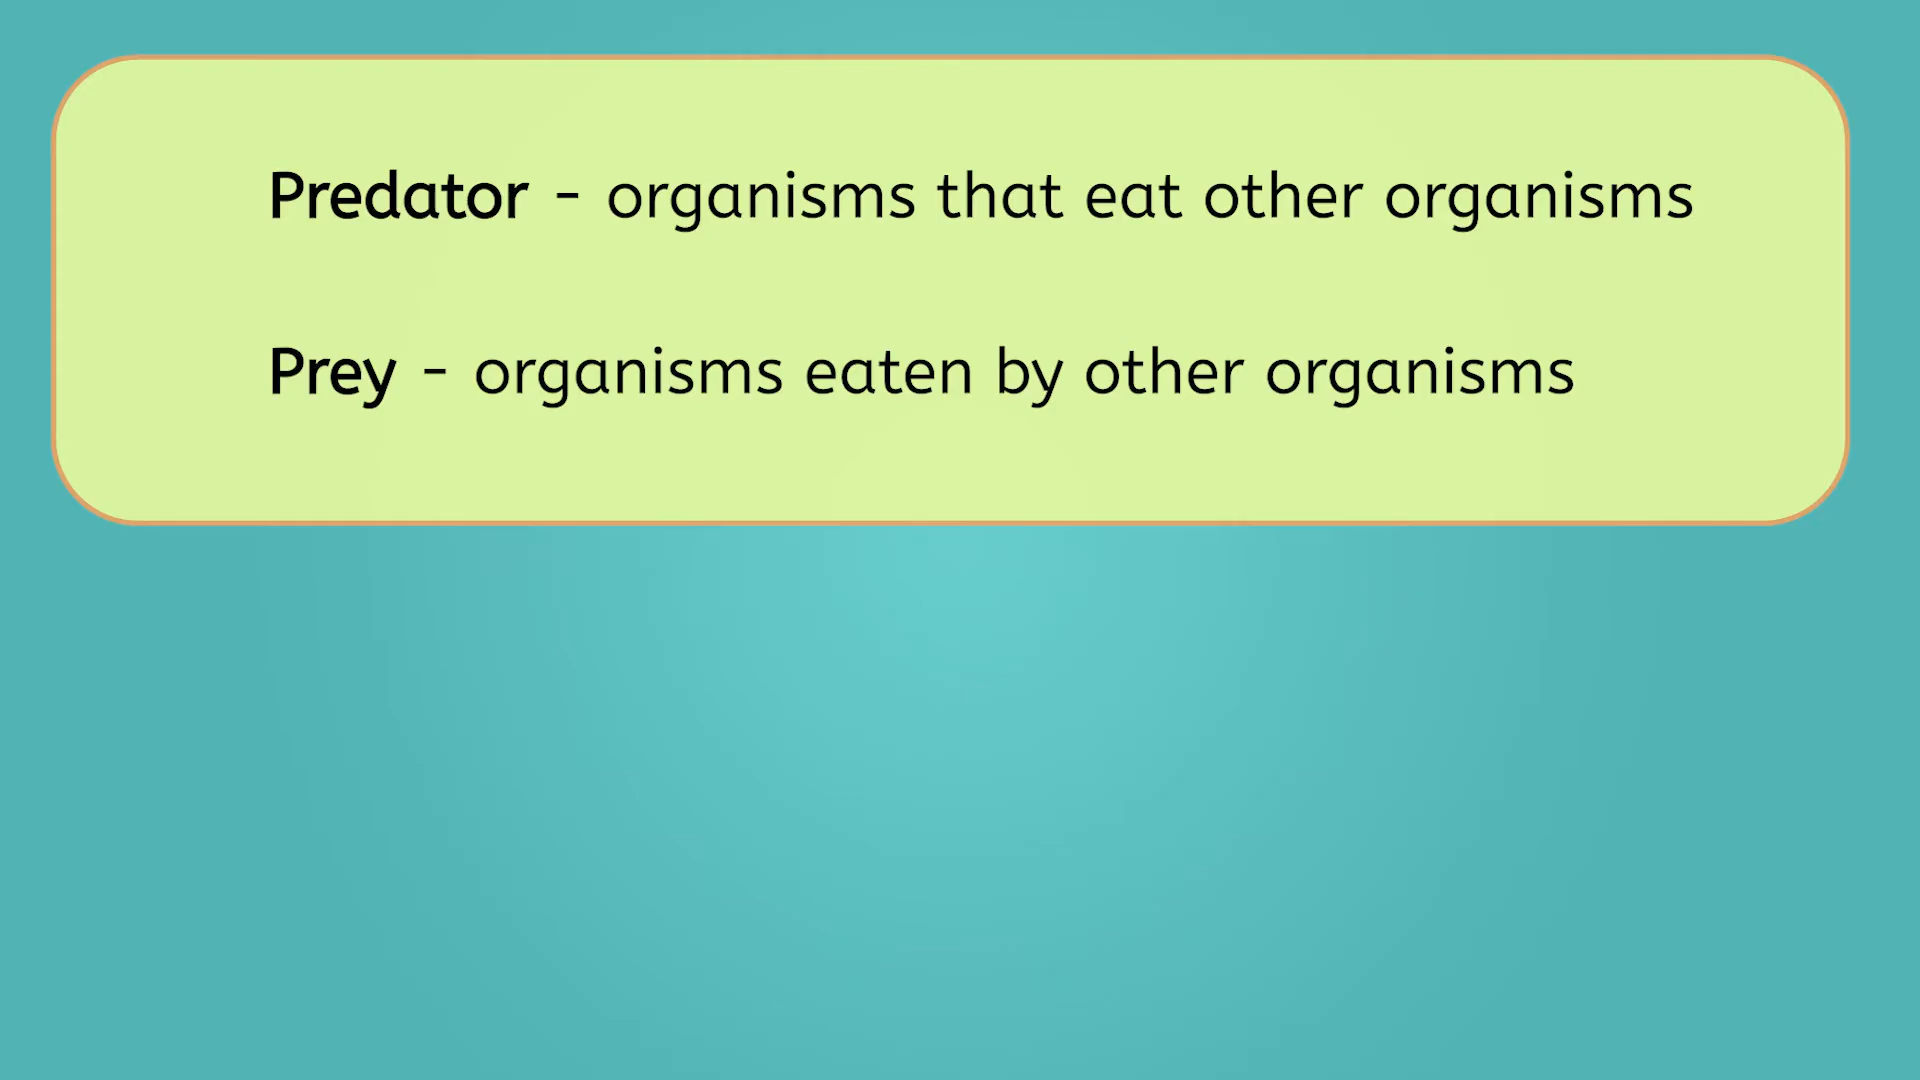 Predator - organisms that eat other organisms
Prey - organisms eaten by other organisms